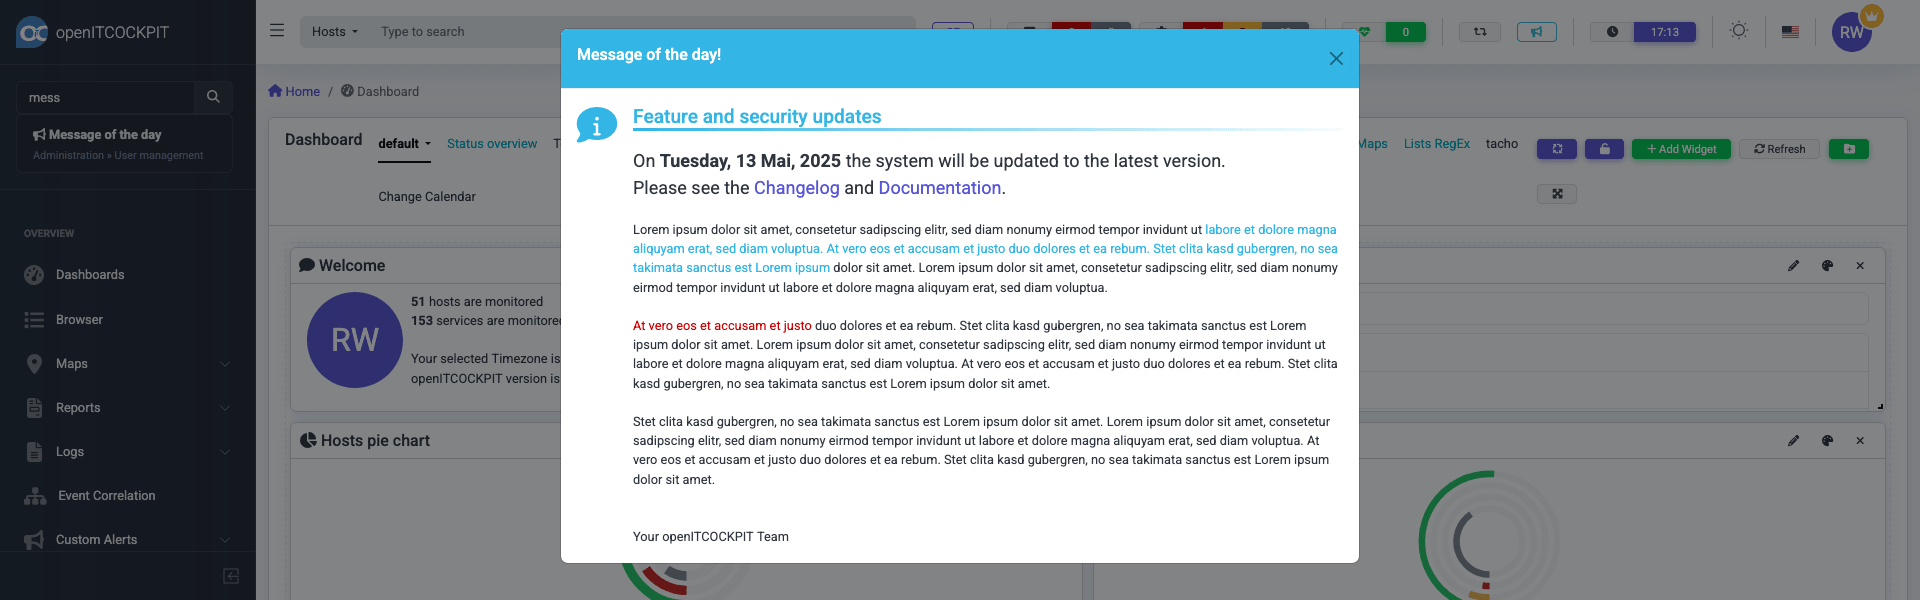 openITCOCKPIT
Hosts
Type to search
0
17:13
RW
mess
Message of the day
Administration » User management
Home / Dashboard
Dashboard
default
Status overview
Maps
Lists RegEx
tacho
Add Widget
Refresh
Change Calendar
OVERVIEW
Dashboards
Browser
Maps
Reports
Logs
Event Correlation
Custom Alerts
Welcome
RW
51 hosts are monitored
153 services are monitored
Your selected Timezone is
openITCOCKPIT version is
Hosts pie chart
Message of the day!
Feature and security updates
On Tuesday, 13 Mai, 2025 the system will be updated to the latest version.
Please see the Changelog and Documentation.
Lorem ipsum dolor sit amet, consetetur sadipscing elitr, sed diam nonumy eirmod tempor invidunt ut labore et dolore magna
aliquyam erat, sed diam voluptua. At vero eos et accusam et justo duo dolores et ea rebum. Stet clita kasd gubergren, no sea
takimata sanctus est Lorem ipsum dolor sit amet. Lorem ipsum dolor sit amet, consetetur sadipscing elitr, sed diam nonumy
eirmod tempor invidunt ut labore et dolore magna aliquyam erat, sed diam voluptua.
At vero eos et accusam et justo duo dolores et ea rebum. Stet clita kasd gubergren, no sea takimata sanctus est Lorem
ipsum dolor sit amet. Lorem ipsum dolor sit amet, consetetur sadipscing elitr, sed diam nonumy eirmod tempor invidunt ut
labore et dolore magna aliquyam erat, sed diam voluptua. At vero eos et accusam et justo duo dolores et ea rebum. Stet clita
kasd gubergren, no sea takimata sanctus est Lorem ipsum dolor sit amet.
Stet clita kasd gubergren, no sea takimata sanctus est Lorem ipsum dolor sit amet. Lorem ipsum dolor sit amet, consetetur
sadipscing elitr, sed diam nonumy eirmod tempor invidunt ut labore et dolore magna aliquyam erat, sed diam voluptua. At
vero eos et accusam et justo duo dolores et ea rebum. Stet clita kasd gubergren, no sea takimata sanctus est Lorem ipsum
dolor sit amet.
Your openITCOCKPIT Team